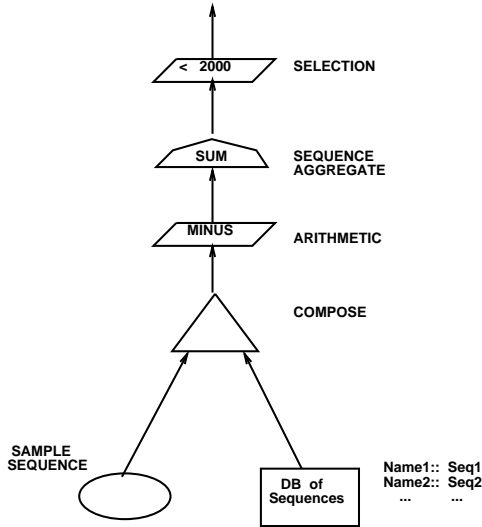 < 2000
SELECTION
SUM
SEQUENCE
AGGREGATE
MINUS
ARITHMETIC
COMPOSE
SAMPLE
SEQUENCE
DB of
Sequences
Name1:: Seq1
Name2:: Seq2
... ...